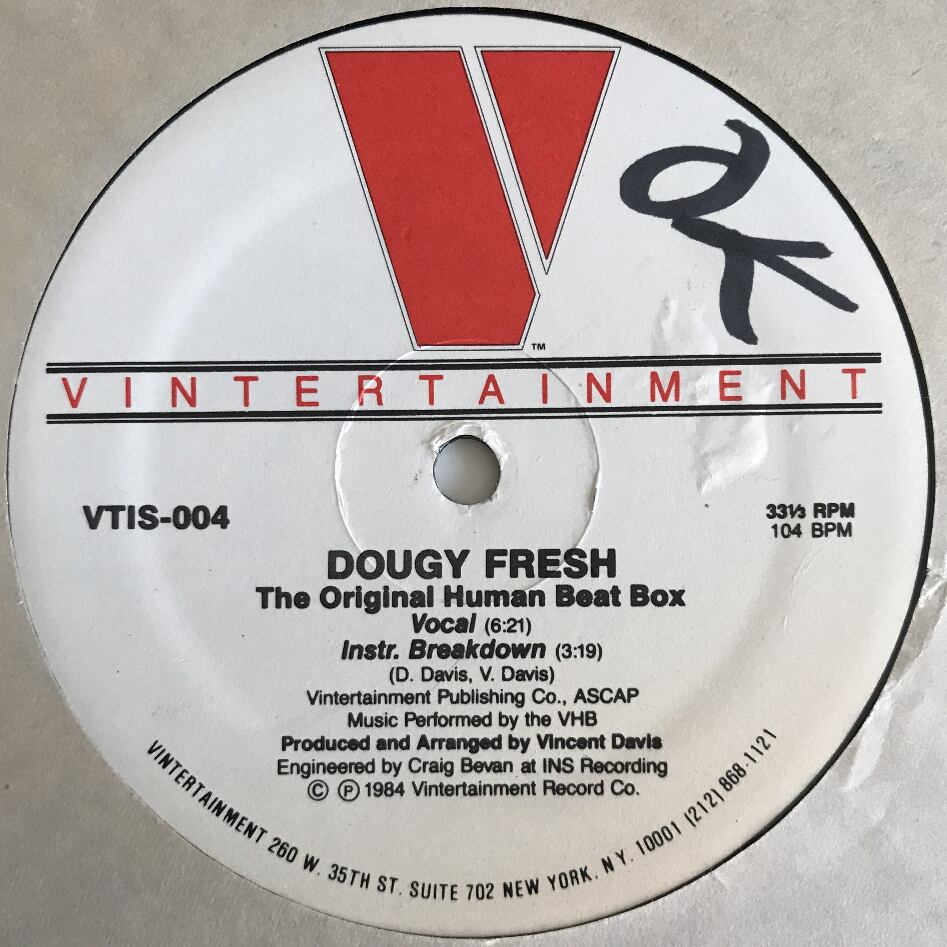 V
OK
TM
VINTERTAINMENT
VTIS-004
33⅓ RPM
104 BPM
DOUGY FRESH
The Original Human Beat Box
Vocal (6:21)
Instr. Breakdown (3:19)
(D. Davis, V. Davis)
Vintertainment Publishing Co., ASCAP
Music Performed by the VHB
Produced and Arranged by Vincent Davis
Engineered by Craig Bevan at INS Recording
© ℗ 1984 Vintertainment Record Co.
VINTERTAINMENT 260 W. 35TH ST. SUITE 702 NEW YORK, N.Y. 10001 (212) 868-1121